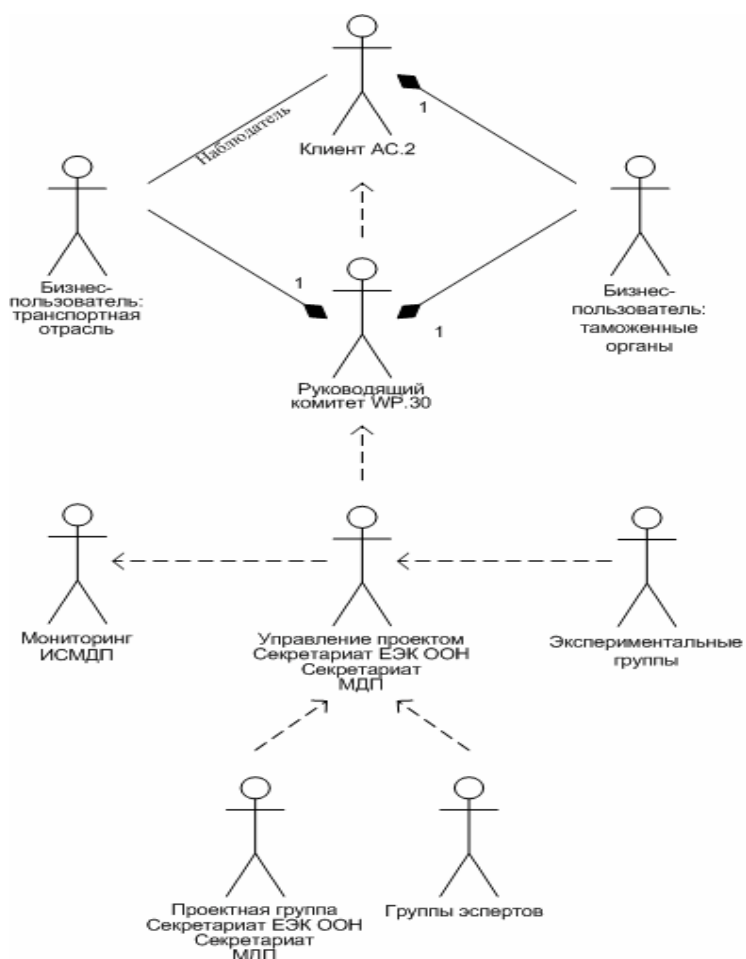 Наблюдатель
1
Клиент АС.2
Бизнес-
пользователь:
транспортная
отрасль
Бизнес-
пользователь:
таможенные
органы
1
1
Руководящий
комитет WP.30
Мониторинг
ИСМДП
Управление проектом
Секретариат ЕЭК ООН
Секретариат
МДП
Экспериментальные
группы
Проектная группа
Секретариат ЕЭК ООН
Секретариат
МДП
Группы эспертов